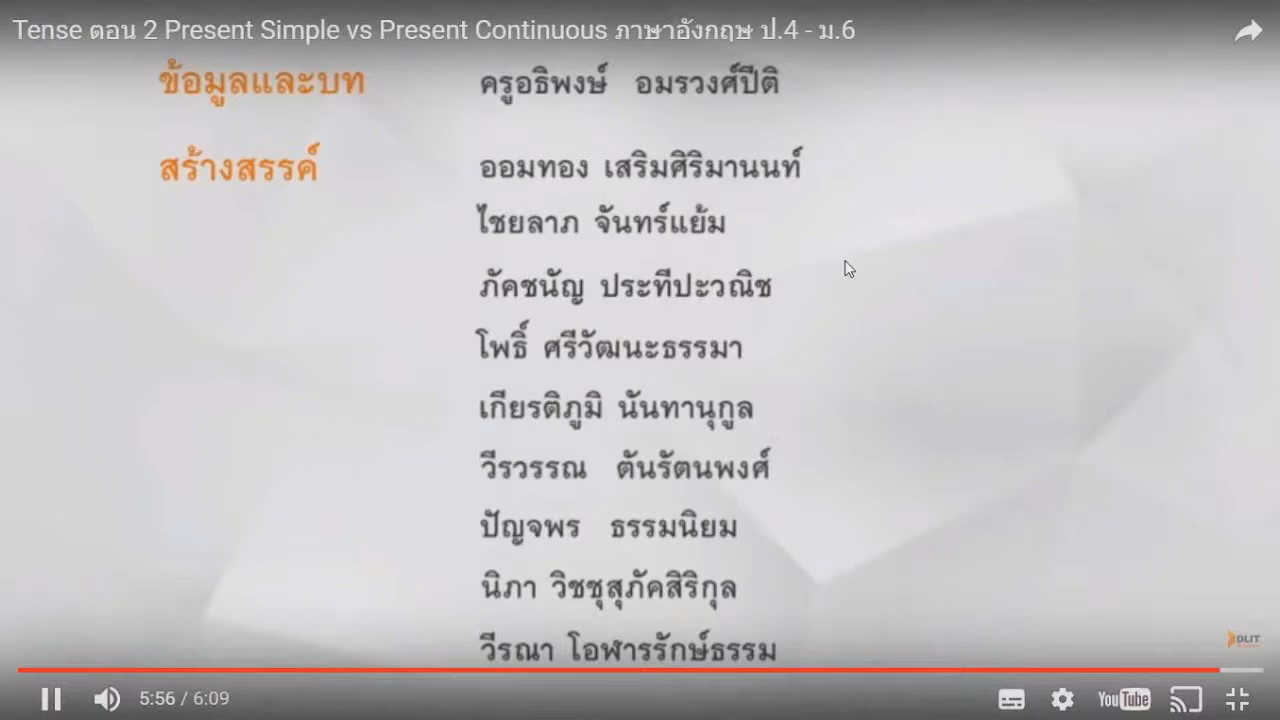 Tense ตอน 2 Present Simple vs Present Continuous ภาษาอังกฤษ ป.4 - ม.6
ข้อมูลและบท ครูอธิพงษ์ อมรวงศ์ปีติ
สร้างสรรค์ ออมทอง เสริมศิริมานนท์
ไชยลาภ จันทร์แย้ม
ภัคชนัญ ประทีปะวณิช
โพธิ์ ศรีวัฒนะธรรมา
เกียรติภูมิ นันทานุกูล
วีรวรรณ ตันรัตนพงศ์
ปัญจพร ธรรมนิยม
นิภา วิชชุสุภัคสิริกุล
วีรณา โอฬารรักษ์ธรรม
DLIT
5:56 / 6:09
YouTube